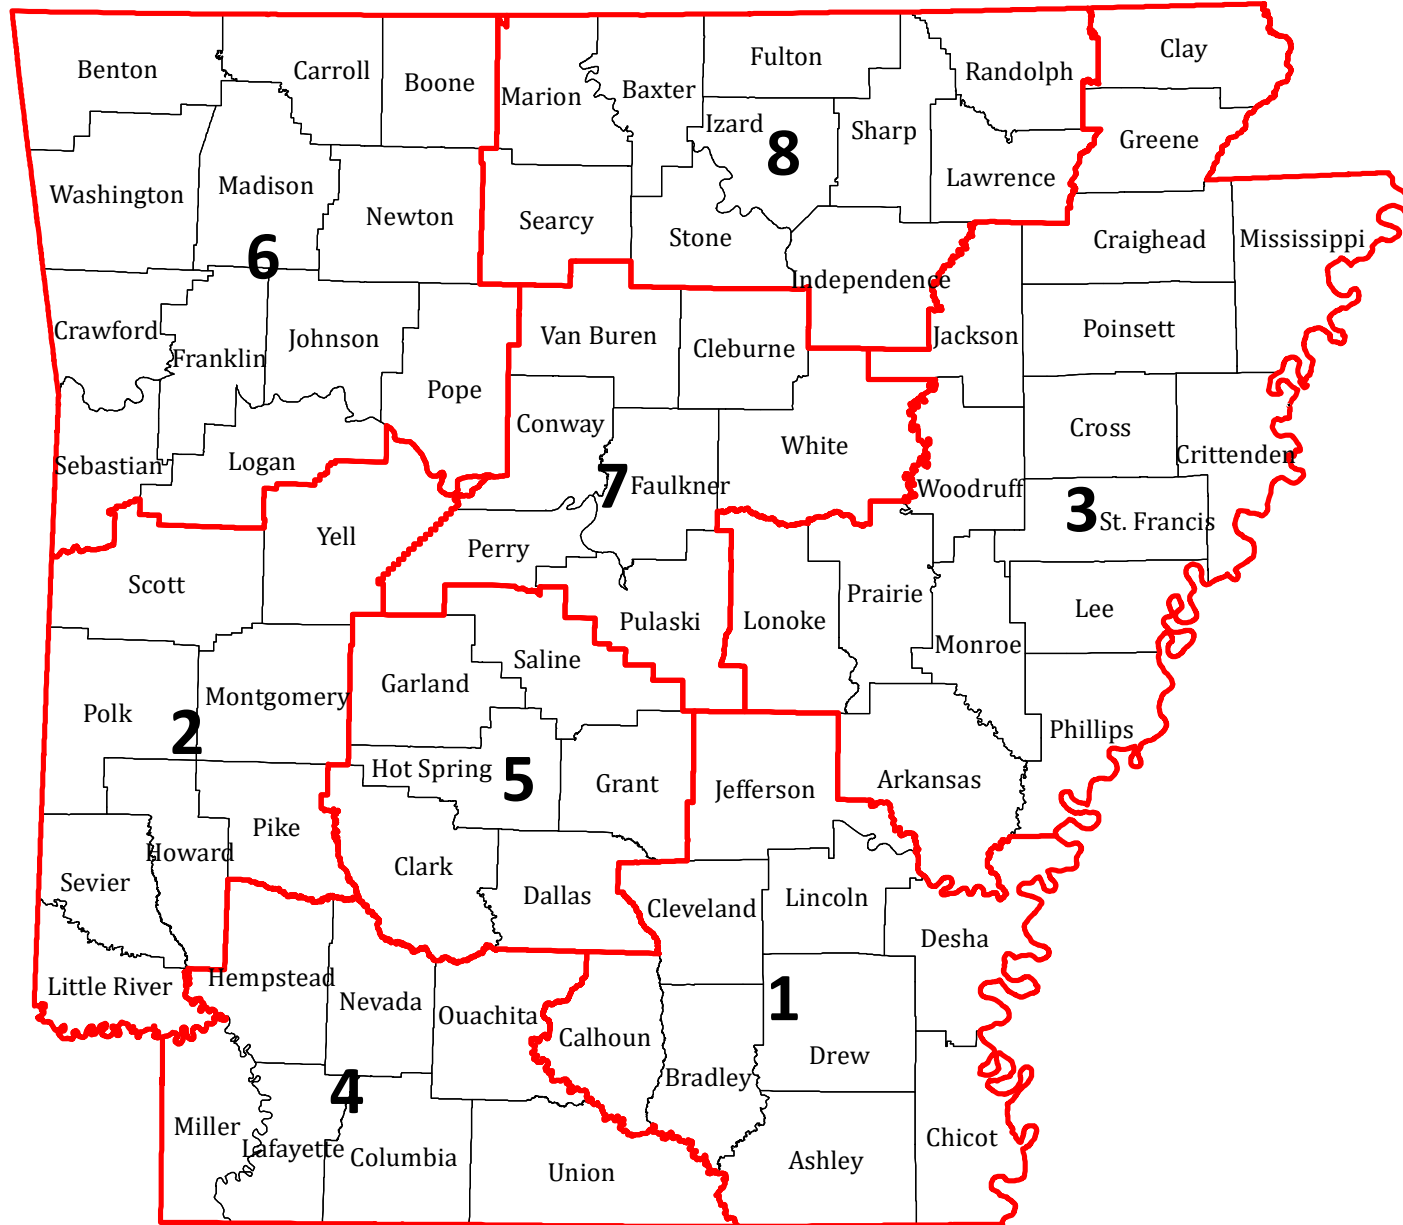 Clay
Fulton
Benton
Carroll
Randolph
Boone
Baxter
Marion
Izard
Sharp
Greene
8
Lawrence
Madison
Washington
Newton
Searcy
Stone
Craighead
Mississippi
6
Independence
Crawford
Van Buren
Jackson
Poinsett
Johnson
Cleburne
Franklin
Pope
Conway
Cross
White
Crittenden
Sebastian
Logan
7
Faulkner
Woodruff
3
St. Francis
Yell
Perry
Scott
Prairie
Lee
Pulaski
Lonoke
Monroe
Saline
Garland
Montgomery
Polk
2
Phillips
Hot Spring
5
Grant
Jefferson
Arkansas
Pike
Howard
Clark
Sevier
Dallas
Cleveland
Lincoln
Desha
Hempstead
Little River
Nevada
1
Ouachita
Calhoun
Drew
Bradley
4
Miller
Lafayette
Columbia
Chicot
Ashley
Union